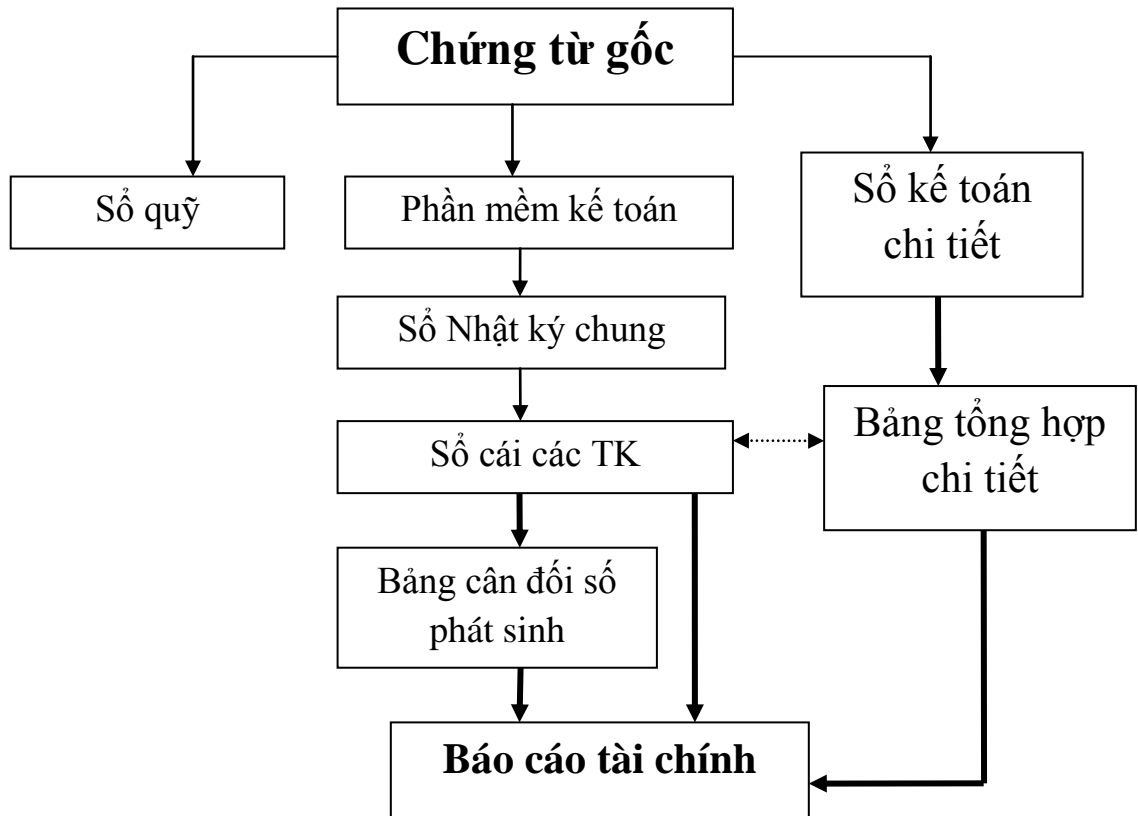 Chứng từ gốc
Sổ quỹ
Phần mềm kế toán
Sổ kế toán
chi tiết
Sổ Nhật ký chung
Sổ cái các TK
Bảng tổng hợp
chi tiết
Bảng cân đối số
phát sinh
Báo cáo tài chính